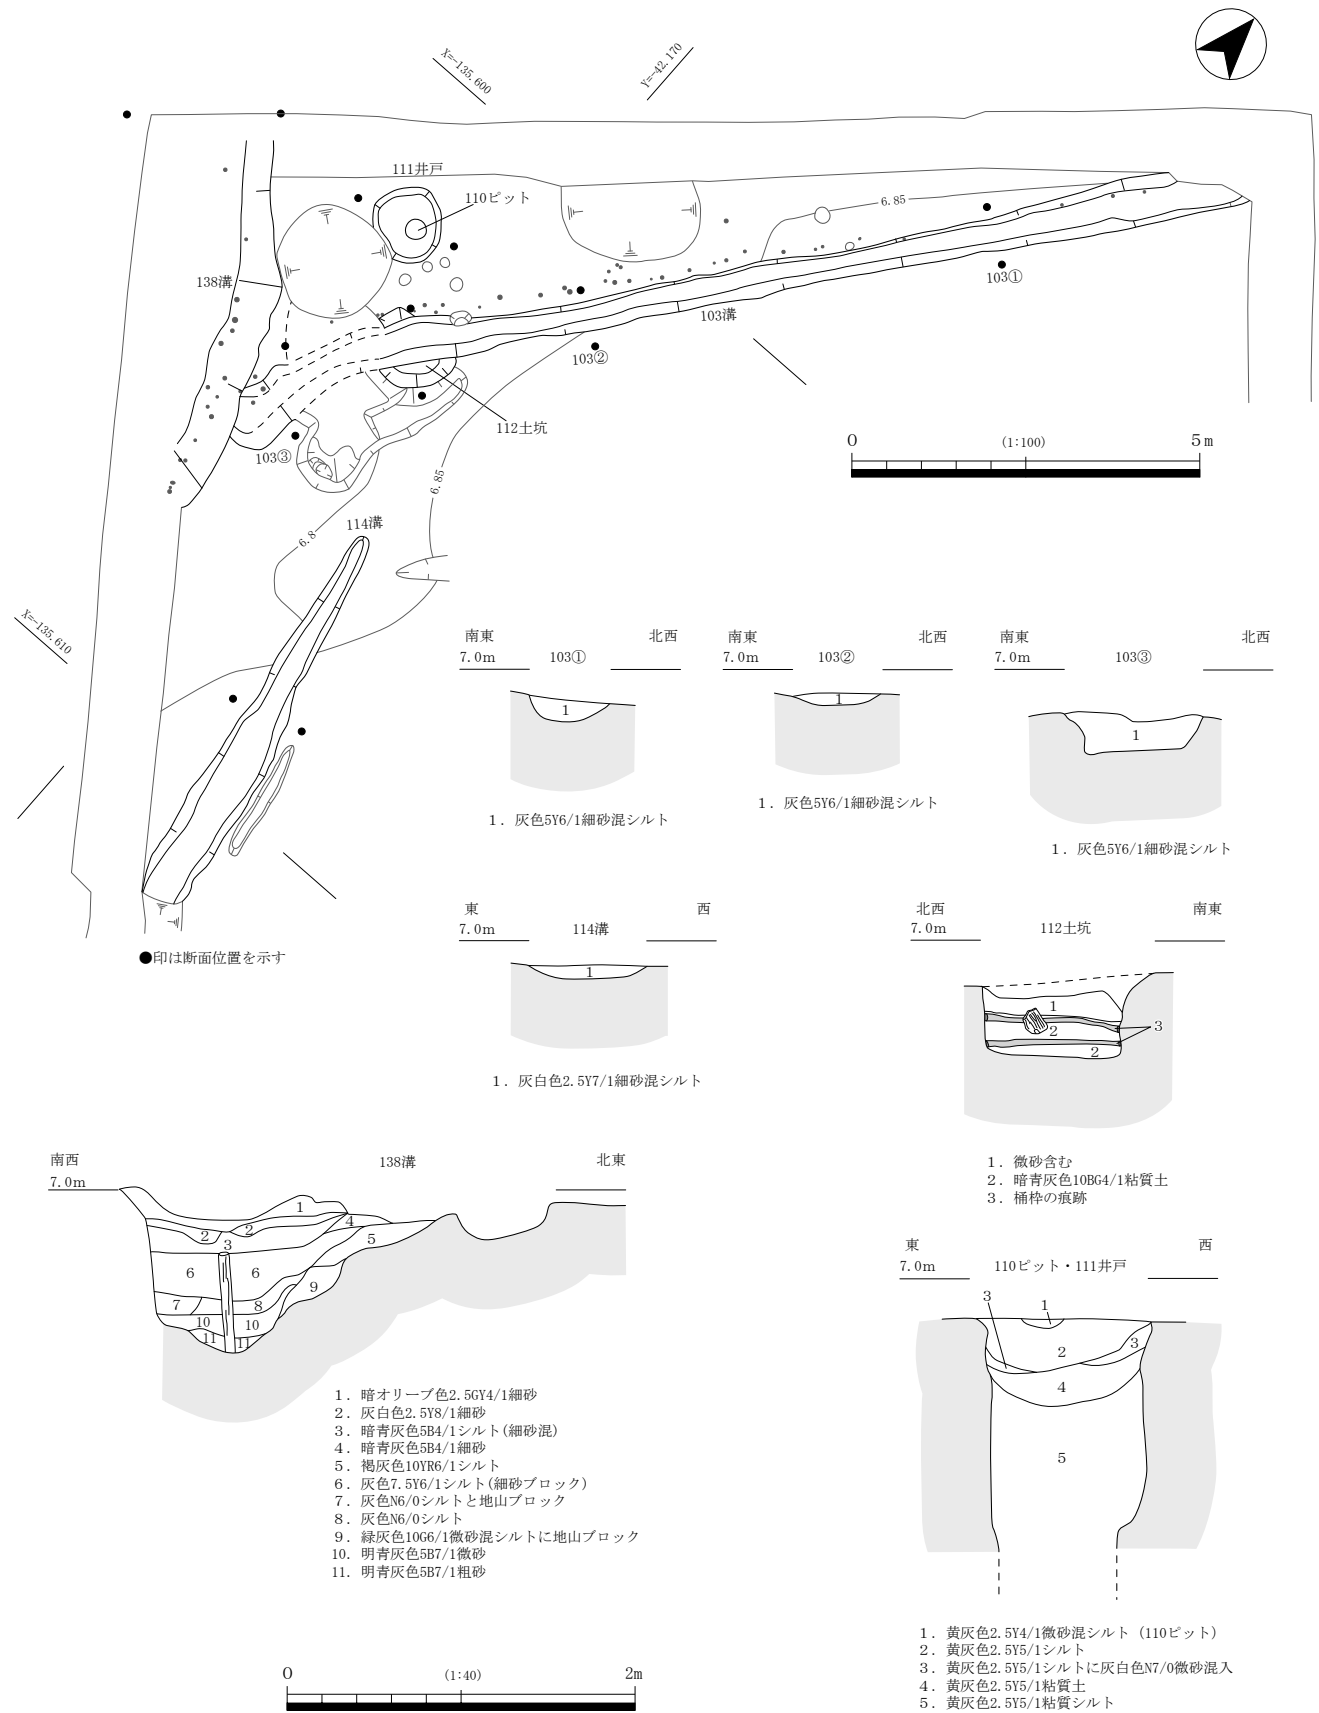 X=-135.600
Y=-42.170
111井戸
110ピット
6.85
138溝
103①
103溝
103②
112土坑
103③
0 (1:100) 5m
6.85
114溝
6.8
X=-135.610
南東 北西
7.0m 103①
1
1. 灰色5Y6/1細砂混シルト
南東 北西
7.0m 103②
1
1. 灰色5Y6/1細砂混シルト
南東 北西
7.0m 103③
1
1. 灰色5Y6/1細砂混シルト
●印は断面位置を示す
東 西
7.0m 114溝
1
1. 灰白色2.5Y7/1細砂混シルト
北西 南東
7.0m 112土坑
1
2
3
2
1. 微砂含む
2. 暗青灰色10BG4/1粘質土
3. 桶枠の痕跡
南西 138溝 北東
7.0m
1
2 2 4
3 5
6 6
9
7 8
10 10
11 11
1. 暗オリーブ色2.5GY4/1細砂
2. 灰白色2.5Y8/1細砂
3. 暗青灰色5B4/1シルト(細砂混)
4. 暗青灰色5B4/1細砂
5. 褐灰色10YR6/1シルト
6. 灰色7.5Y6/1シルト(細砂ブロック)
7. 灰色N6/0シルトと地山ブロック
8. 灰色N6/0シルト
9. 緑灰色10G6/1微砂混シルトに地山ブロック
10. 明青灰色5B7/1微砂
11. 明青灰色5B7/1粗砂
東 西
7.0m 110ピット・111井戸
3 1
2 3
4
5
1. 黄灰色2.5Y4/1微砂混シルト (110ピット)
2. 黄灰色2.5Y5/1シルト
3. 黄灰色2.5Y5/1シルトに灰白色N7/0微砂混入
4. 黄灰色2.5Y5/1粘質土
5. 黄灰色2.5Y5/1粘質シルト
0 (1:40) 2m